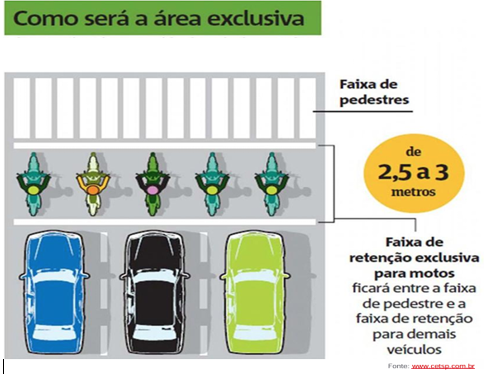 Como será a área exclusiva
Faixa de
pedestres
de
2,5 a 3
metros
Faixa de
retenção exclusiva
para motos
ficará entre a faixa
de pedestre e a
faixa de retenção
para demais
veículos
Fonte: www.cetsp.com.br